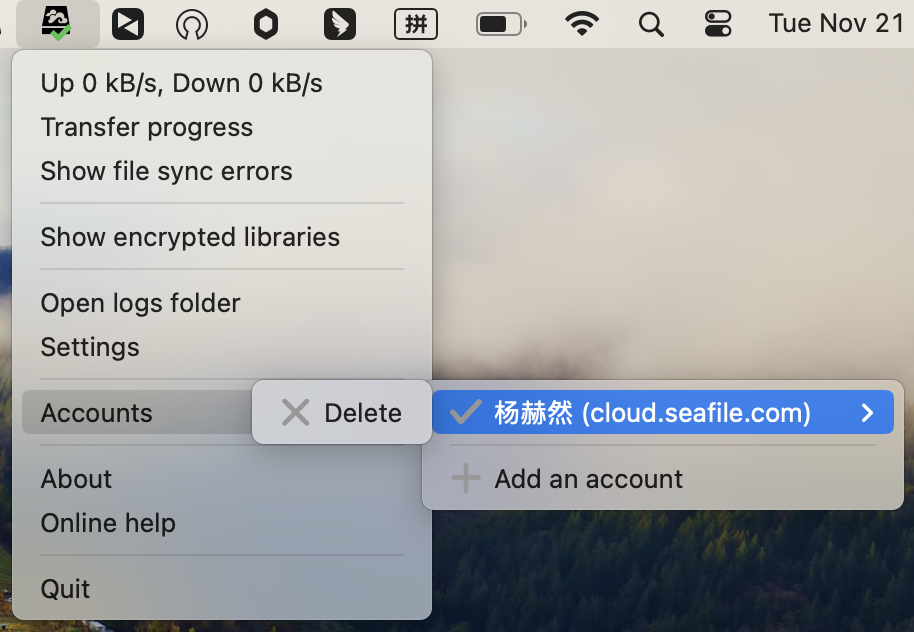 拼
Tue Nov 21
Up 0 kB/s, Down 0 kB/s
Transfer progress
Show file sync errors
Show encrypted libraries
Open logs folder
Settings
Accounts
Delete
杨赫然 (cloud.seafile.com)
Add an account
About
Online help
Quit